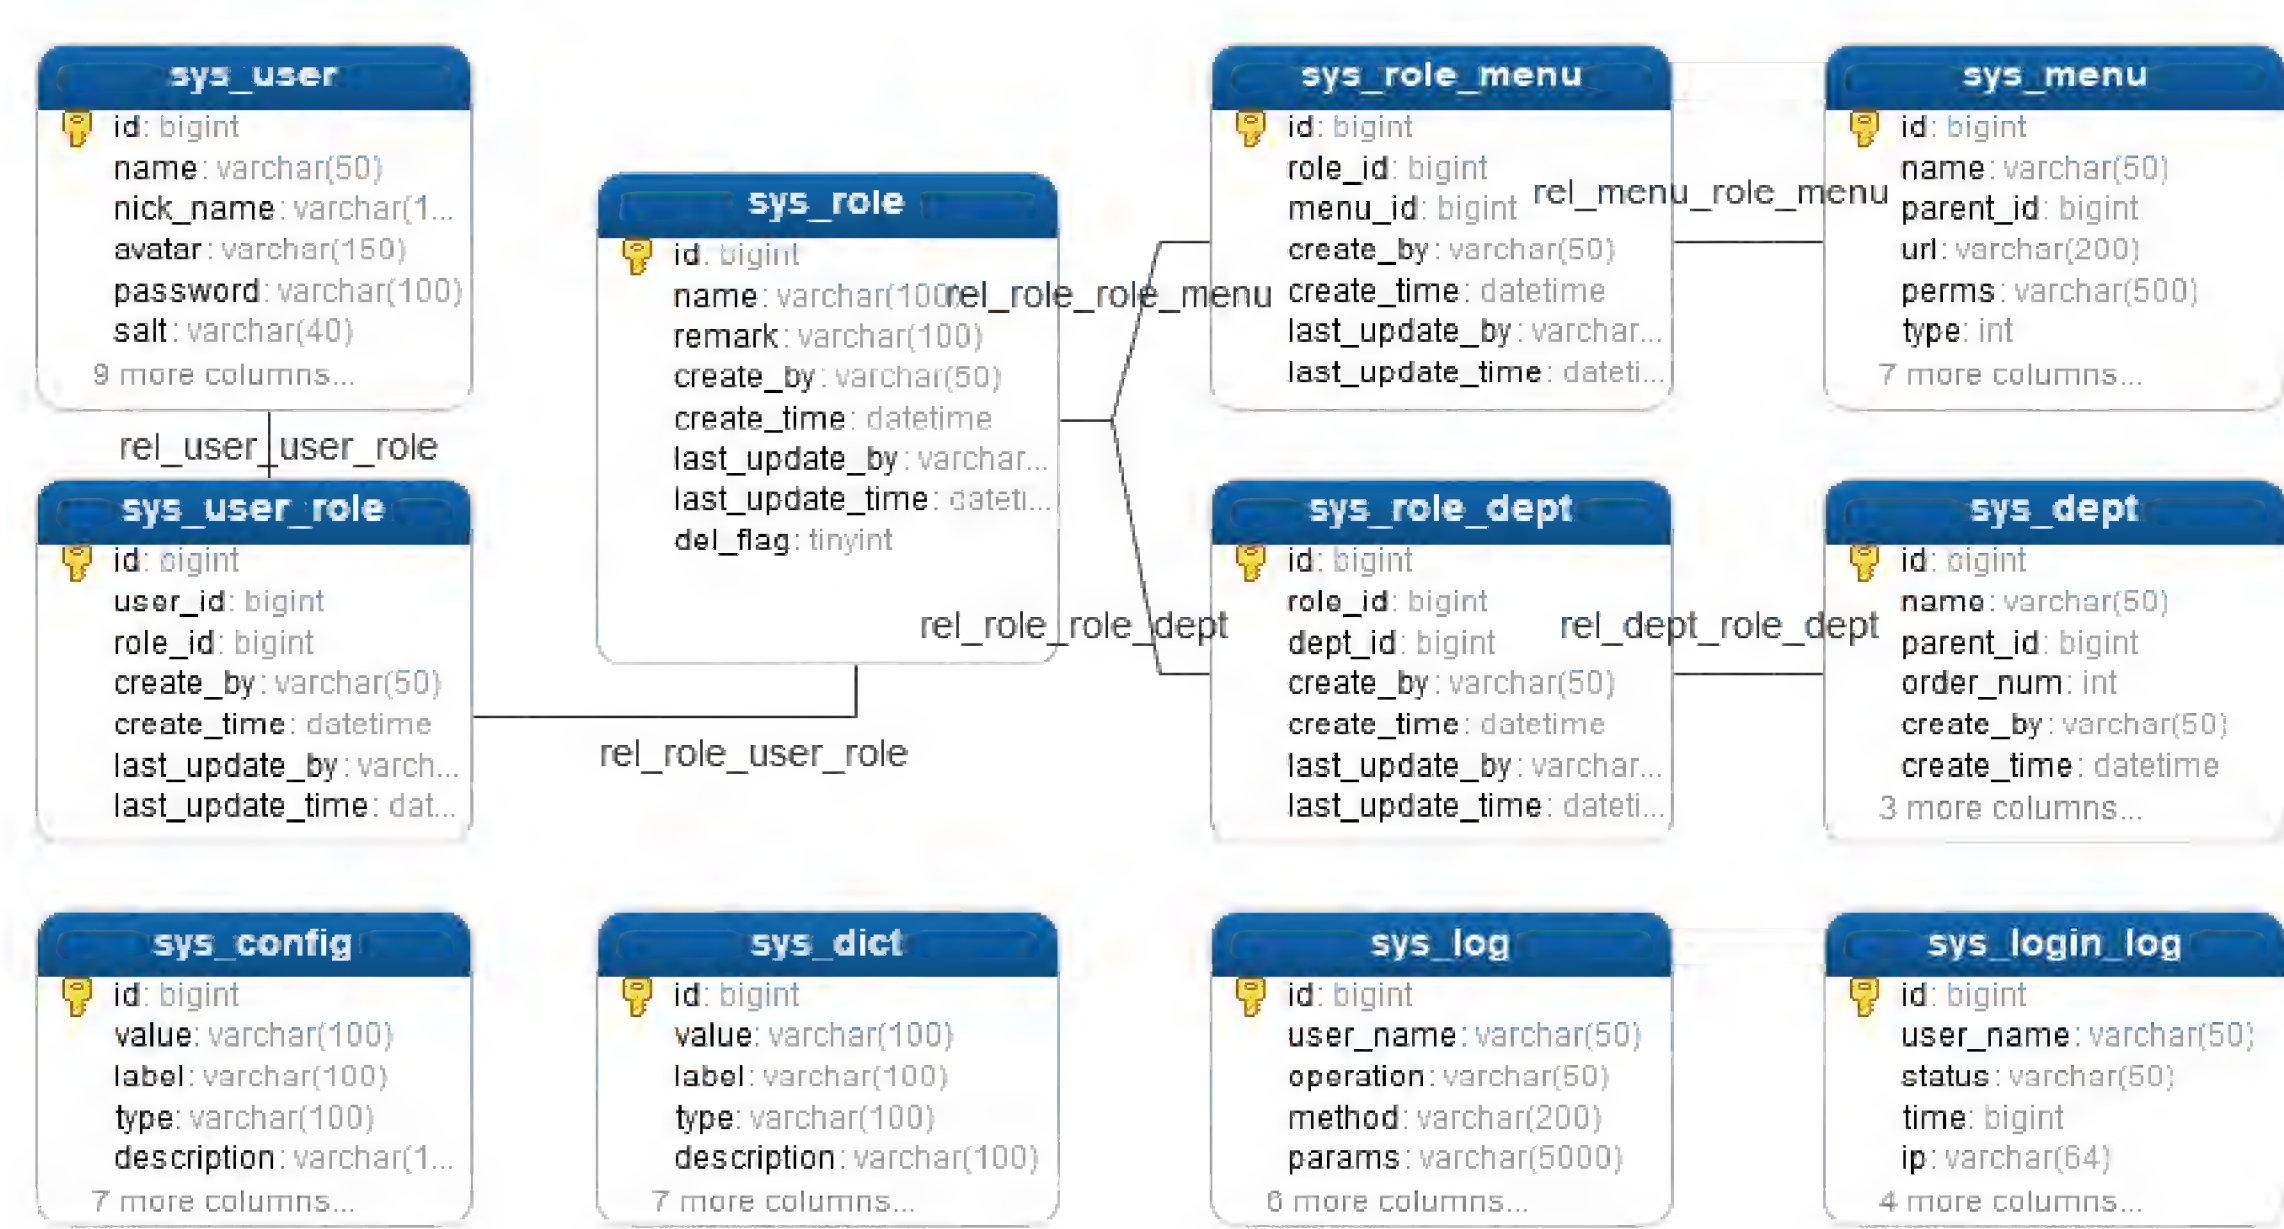 sys_user
id: bigint
name: varchar(50)
nick_name: varchar(1...
avatar: varchar(150)
password: varchar(100)
salt: varchar(40)
9 more columns...
rel_user_user_role
sys_user_role
id: bigint
user_id: bigint
role_id: bigint
create_by: varchar(50)
create_time: datetime
last_update_by: varch...
last_update_time: dat...
sys_role
id: bigint
name: varchar(100)
remark: varchar(100)
create_by: varchar(50)
create_time: datetime
last_update_by: varchar...
last_update_time: dateti...
del_flag: tinyint
rel_role_role_menu
rel_role_role_dept
rel_role_user_role
sys_role_menu
id: bigint
role_id: bigint
menu_id: bigint
create_by: varchar(50)
create_time: datetime
last_update_by: varchar...
last_update_time: dateti...
rel_menu_role_menu
sys_menu
id: bigint
name: varchar(50)
parent_id: bigint
url: varchar(200)
perms: varchar(500)
type: int
7 more columns...
sys_role_dept
id: bigint
role_id: bigint
dept_id: bigint
create_by: varchar(50)
create_time: datetime
last_update_by: varchar...
last_update_time: dateti...
rel_dept_role_dept
sys_dept
id: bigint
name: varchar(50)
parent_id: bigint
order_num: int
create_by: varchar(50)
create_time: datetime
3 more columns...
sys_config
id: bigint
value: varchar(100)
label: varchar(100)
type: varchar(100)
description: varchar(1...
7 more columns...
sys_dict
id: bigint
value: varchar(100)
label: varchar(100)
type: varchar(100)
description: varchar(100)
7 more columns...
sys_log
id: bigint
user_name: varchar(50)
operation: varchar(50)
method: varchar(200)
params: varchar(5000)
6 more columns...
sys_login_log
id: bigint
user_name: varchar(50)
status: varchar(50)
time: bigint
ip: varchar(64)
4 more columns...